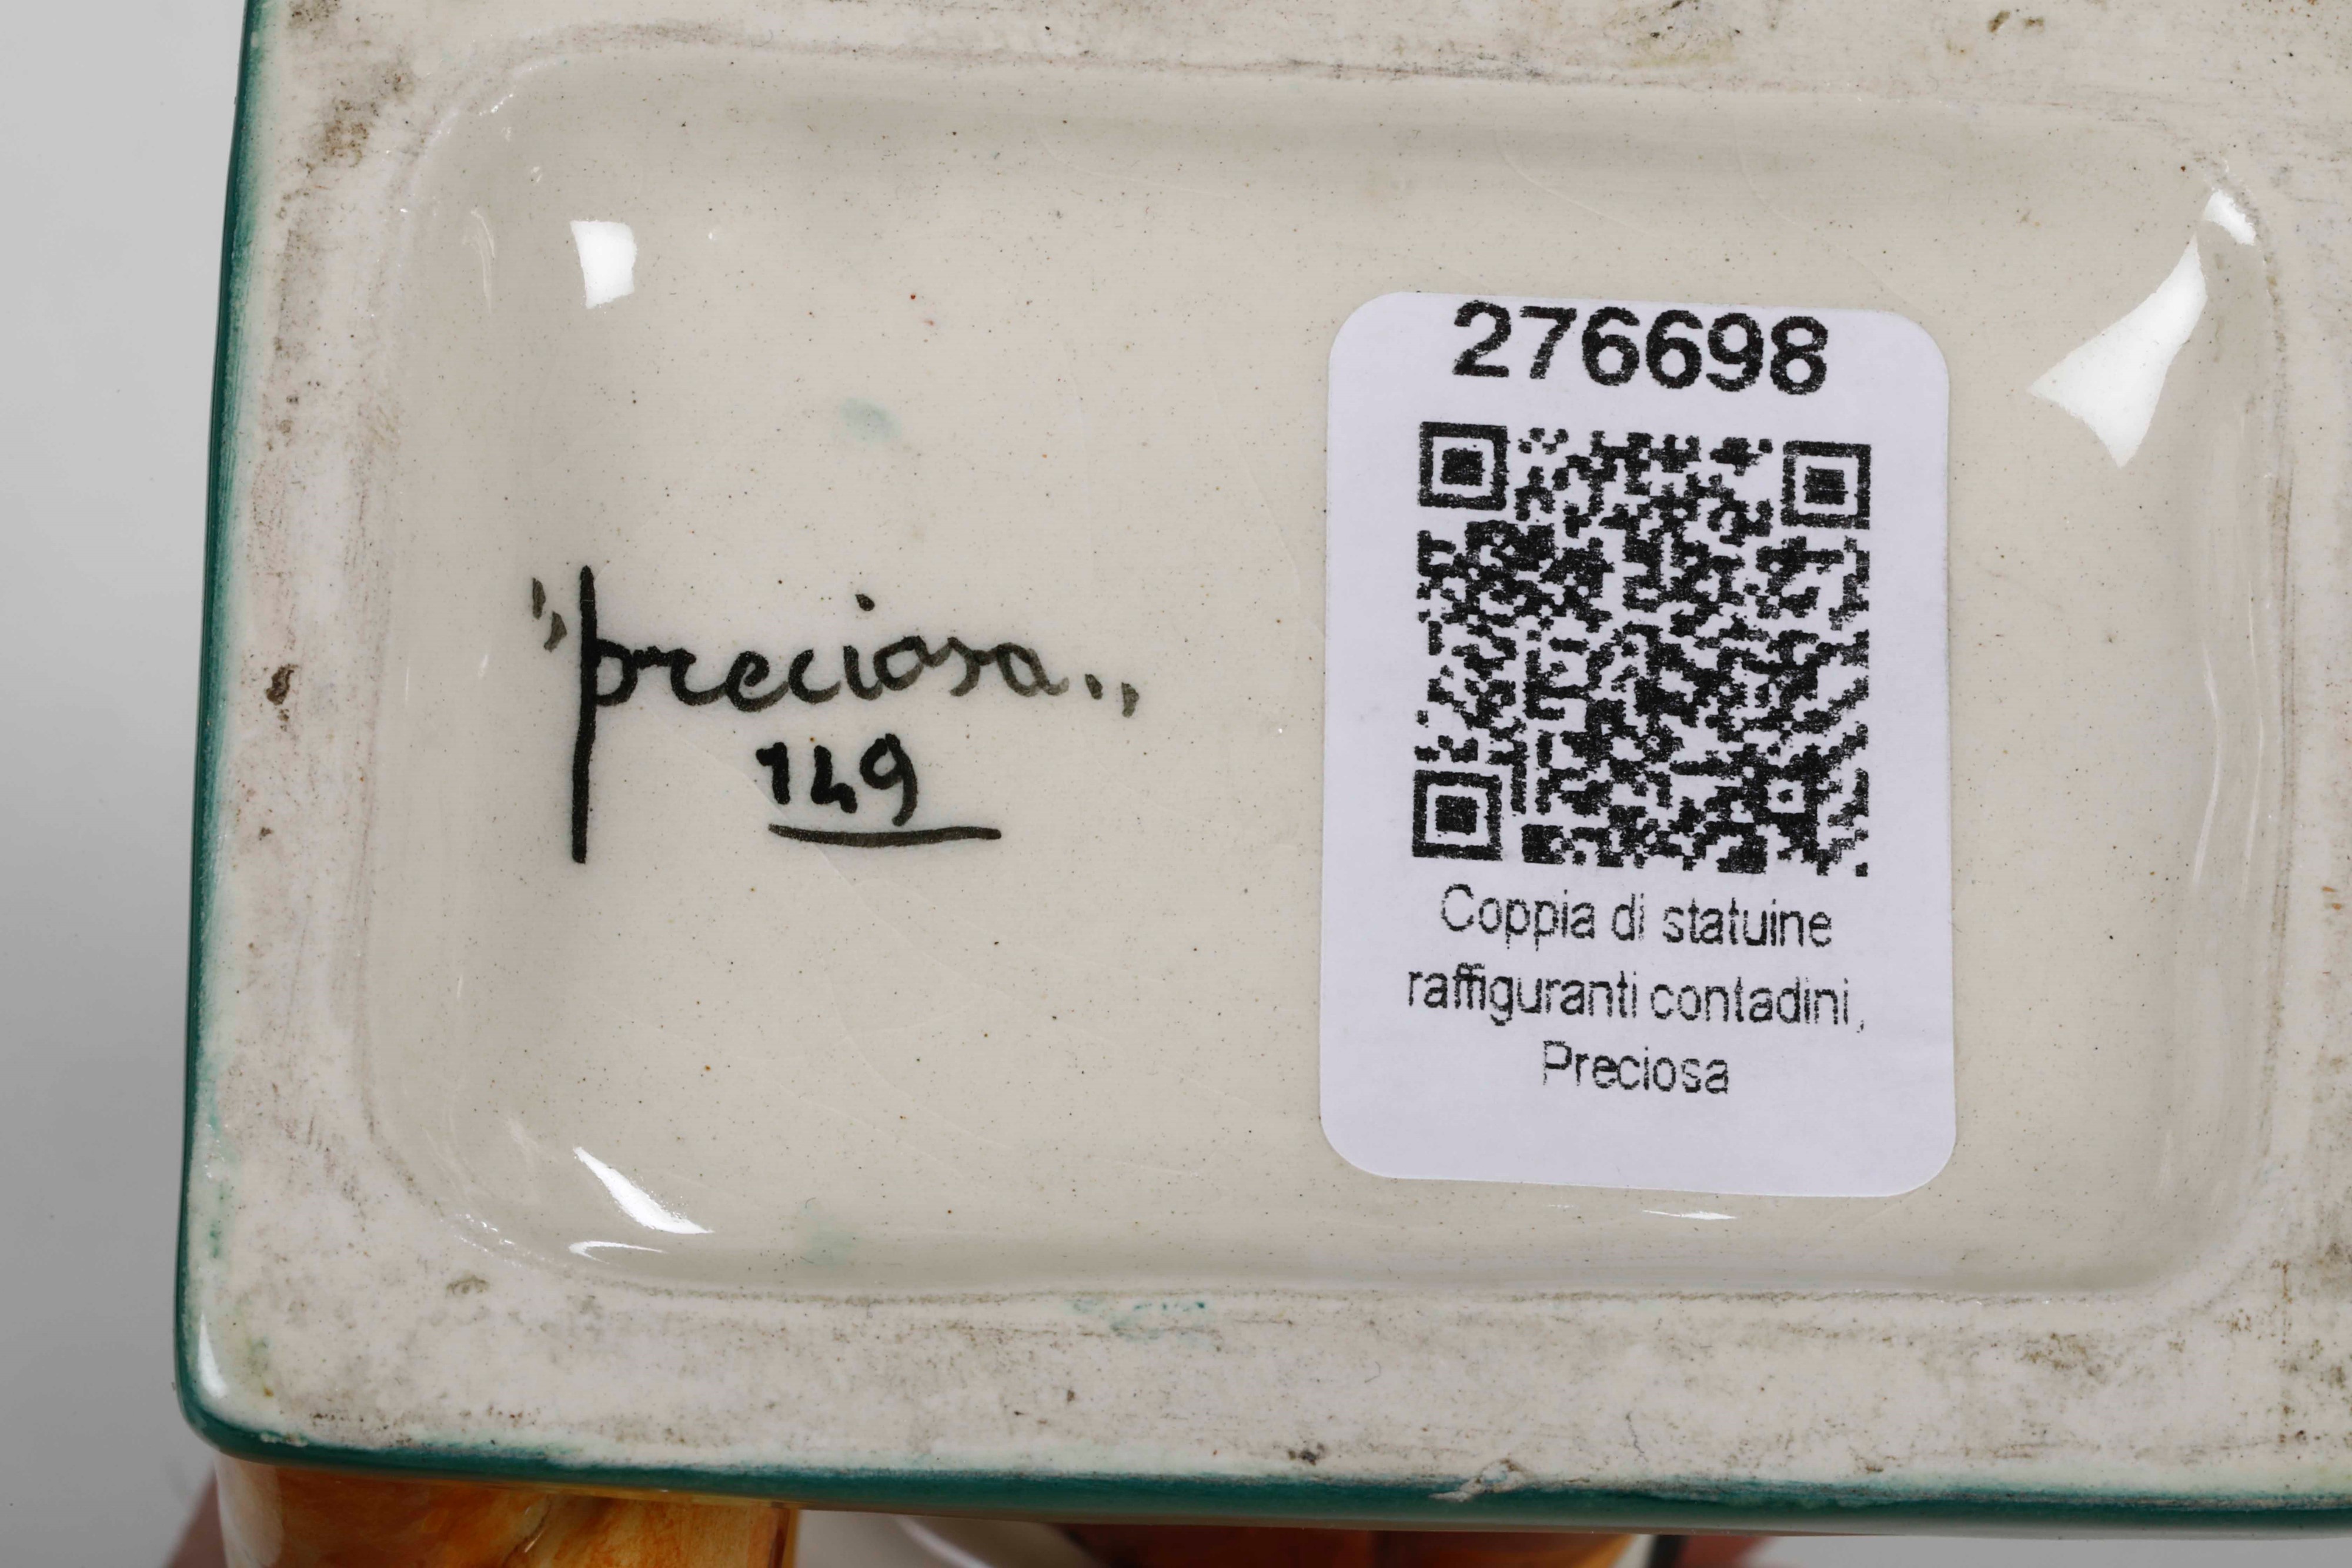 "preciosa„
149
276698
Coppia di statuine
raffiguranti contadini,
Preciosa